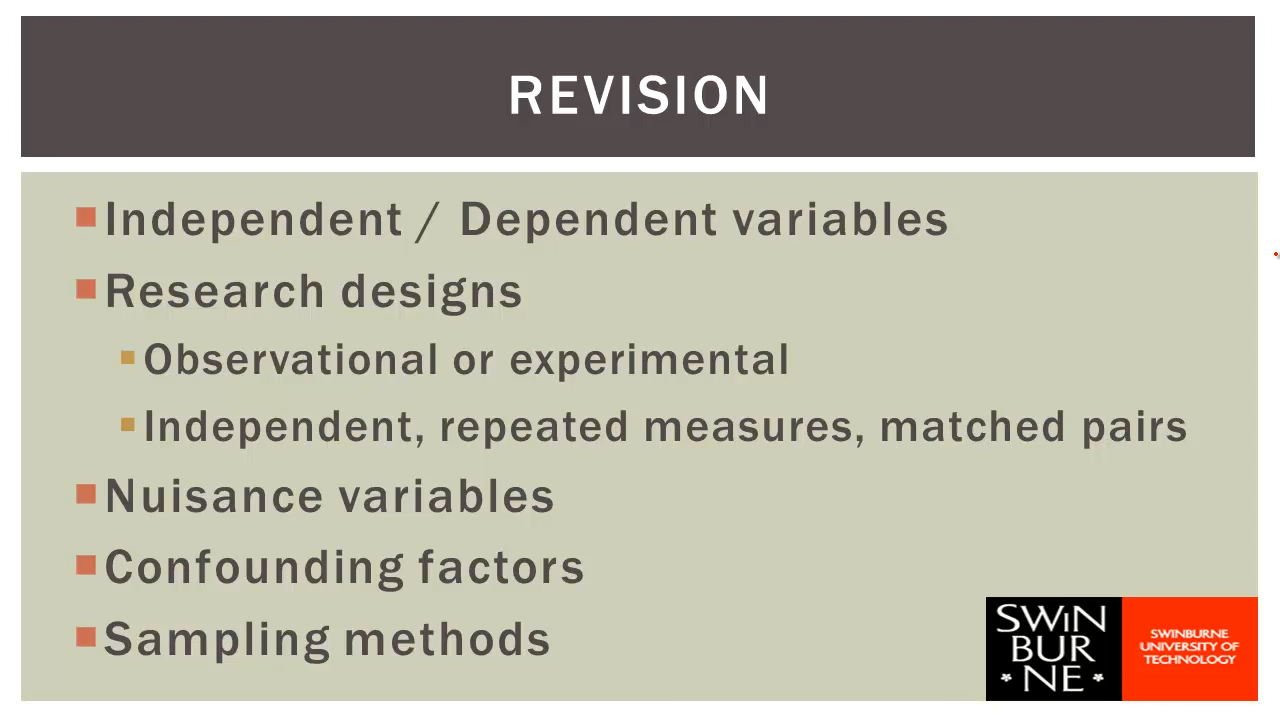 REVISION
Independent / Dependent variables
Research designs
Observational or experimental
Independent, repeated measures, matched pairs
Nuisance variables
Confounding factors
Sampling methods
SWiN
BUR
NE
SWINBURNE
UNIVERSITY OF
TECHNOLOGY